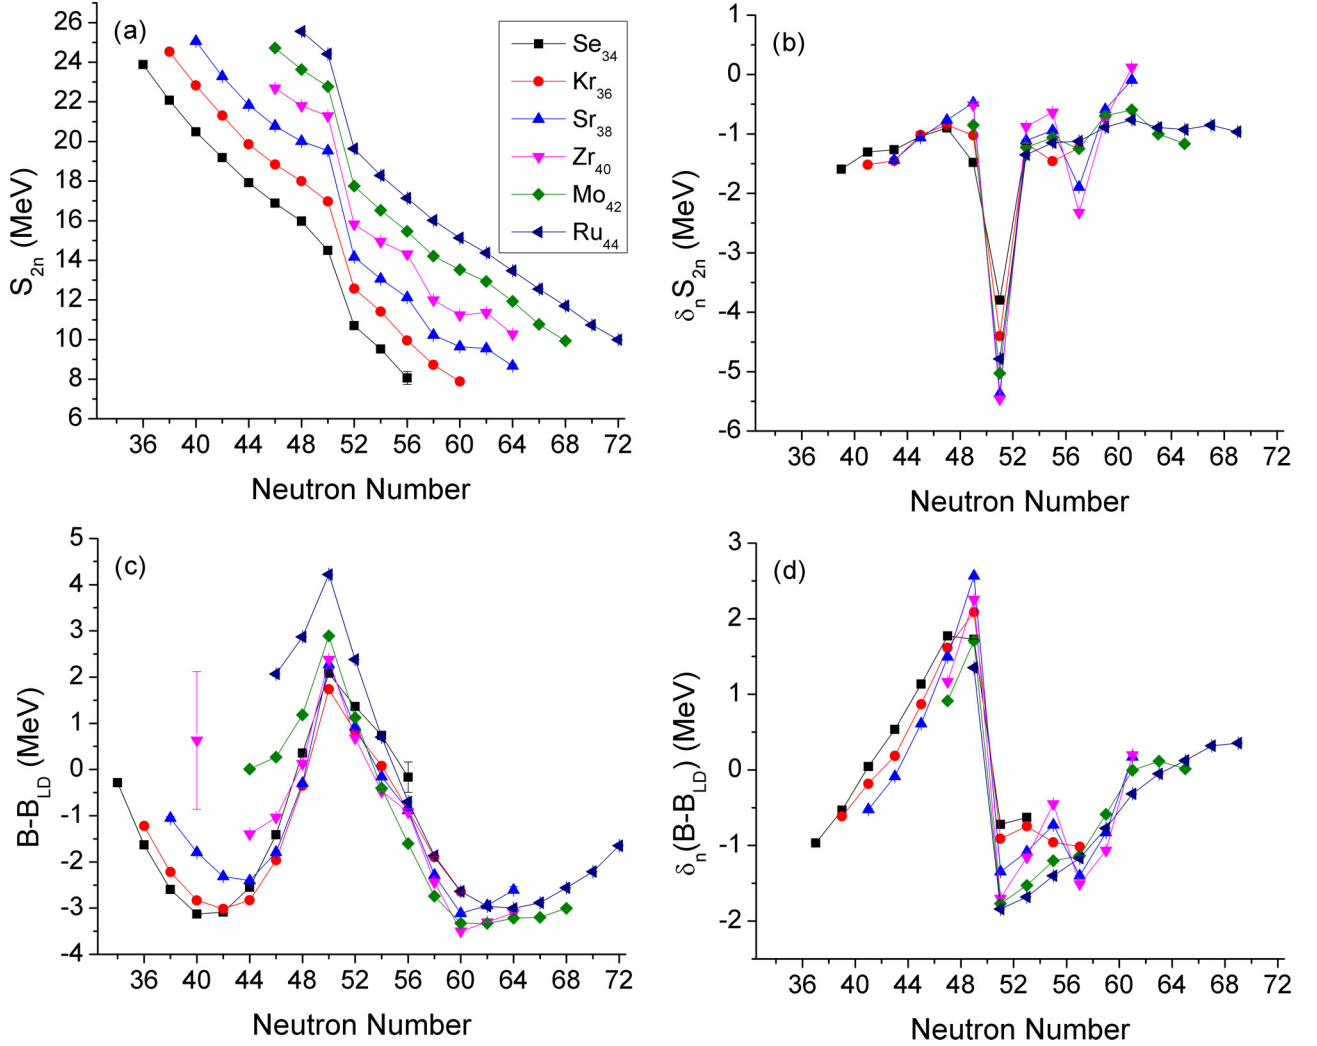 (a)
26
24
22
20
18
16
14
12
10
8
6
S2n (MeV)
36 40 44 48 52 56 60 64 68 72
Neutron Number
Se34
Kr36
Sr38
Zr40
Mo42
Ru44
(b)
1
0
-1
-2
-3
-4
-5
-6
δnS2n (MeV)
36 40 44 48 52 56 60 64 68 72
Neutron Number
(c)
5
4
3
2
1
0
-1
-2
-3
-4
B-BLD (MeV)
36 40 44 48 52 56 60 64 68 72
Neutron Number
(d)
3
2
1
0
-1
-2
δn(B-BLD) (MeV)
36 40 44 48 52 56 60 64 68 72
Neutron Number